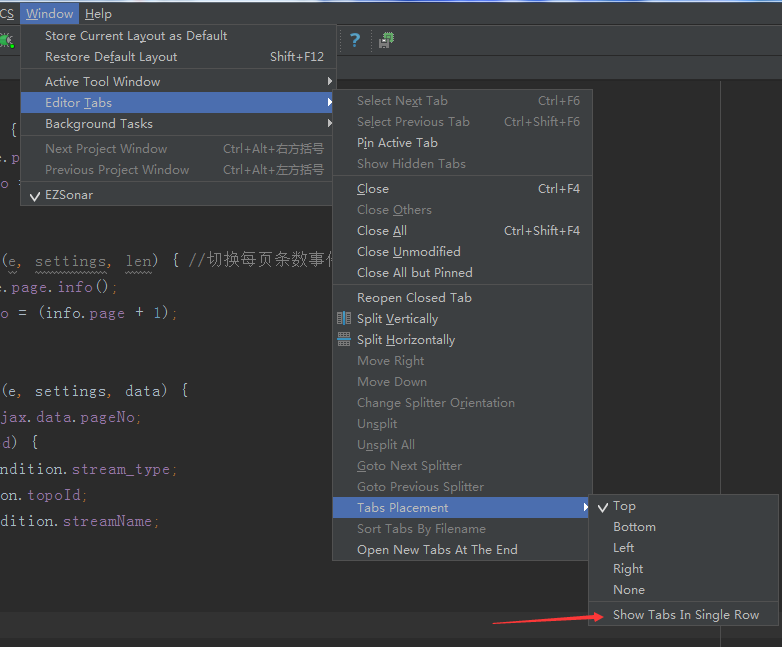 CS Window Help
Store Current Layout as Default
Restore Default Layout Shift+F12
Active Tool Window
Editor Tabs
Background Tasks
Next Project Window Ctrl+Alt+右方括号
Previous Project Window Ctrl+Alt+左方括号
EZSonar
?
Select Next Tab Ctrl+F6
Select Previous Tab Ctrl+Shift+F6
Pin Active Tab
Show Hidden Tabs
Close Ctrl+F4
Close Others
Close All Ctrl+Shift+F4
Close Unmodified
Close All but Pinned
Reopen Closed Tab
Split Vertically
Split Horizontally
Move Right
Move Down
Change Splitter Orientation
Unsplit
Unsplit All
Goto Next Splitter
Goto Previous Splitter
Tabs Placement
Sort Tabs By Filename
Open New Tabs At The End
Top
Bottom
Left
Right
None
Show Tabs In Single Row
{
e.p
o =
(e, settings, len) { //切换每页条数事件
e.page.info();
o = (info.page + 1);
(e, settings, data) {
jax.data.pageNo;
d) {
ndition.stream_type;
on.topoId;
dition.streamName;